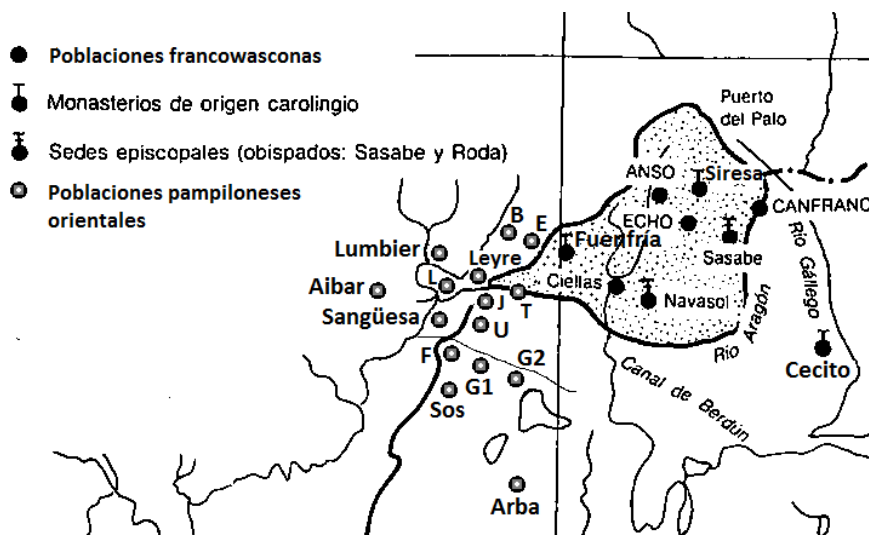 Poblaciones francowasconas
Monasterios de origen carolingio
Sedes episcopales (obispados: Sasabe y Roda)
Poblaciones pampiloneses
orientales
Puerto
del Palo
ANSO
Siresa
CANFRANC
ECHO
Sasabe
B
E
Fuenfría
Lumbier
Leyre
L
Aibar
Ciellas
Navasol
J
T
Sangüesa
U
Río Gállego
Río Aragón
F
G2
G1
Cecito
Sos
Canal de Berdún
Arba